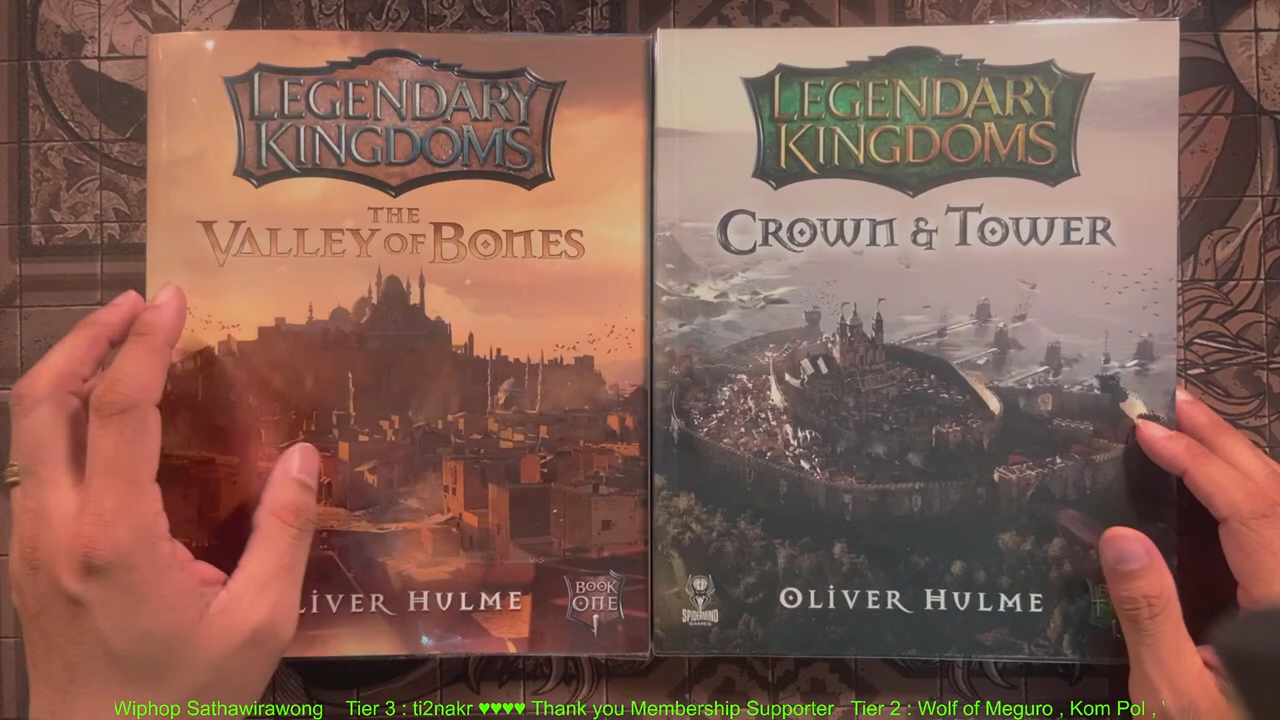 LEGENDARY
KINGDOMS
THE
VALLEY OF BONES
LIVER HULME
BOOK
ONE
LEGENDARY
KINGDOMS
CROWN & TOWER
SPIDERMIND
GAMES
OLIVER HULME
Wiphop Sathawirawong Tier 3 : ti2nakr ♥♥♥♥ Thank you Membership Supporter Tier 2 : Wolf of Meguro , Kom Pol ,